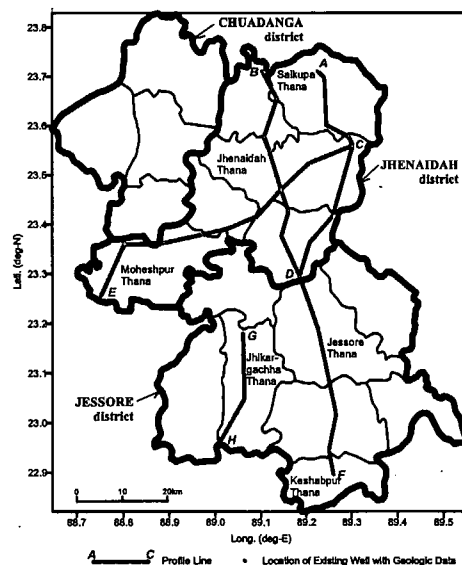 CHUADANGA
district
B
A
Saikupa
Thana
C
Jhenaidah
Thana
JHENAIDAH
district
Moheshpur
Thana
E
D
G
Jhikar-
gachha
Thana
Jessore
Thana
JESSORE
district
H
F
Keshabpur
Thana
0 10 20km
Lati. (deg-N)
23.8
23.7
23.6
23.5
23.4
23.3
23.2
23.1
23.0
22.9
88.7 88.8 88.9 89.0 89.1 89.2 89.3 89.4 89.5
Long. (deg-E)
A C Profile Line • Location of Existing Well with Geologic Data